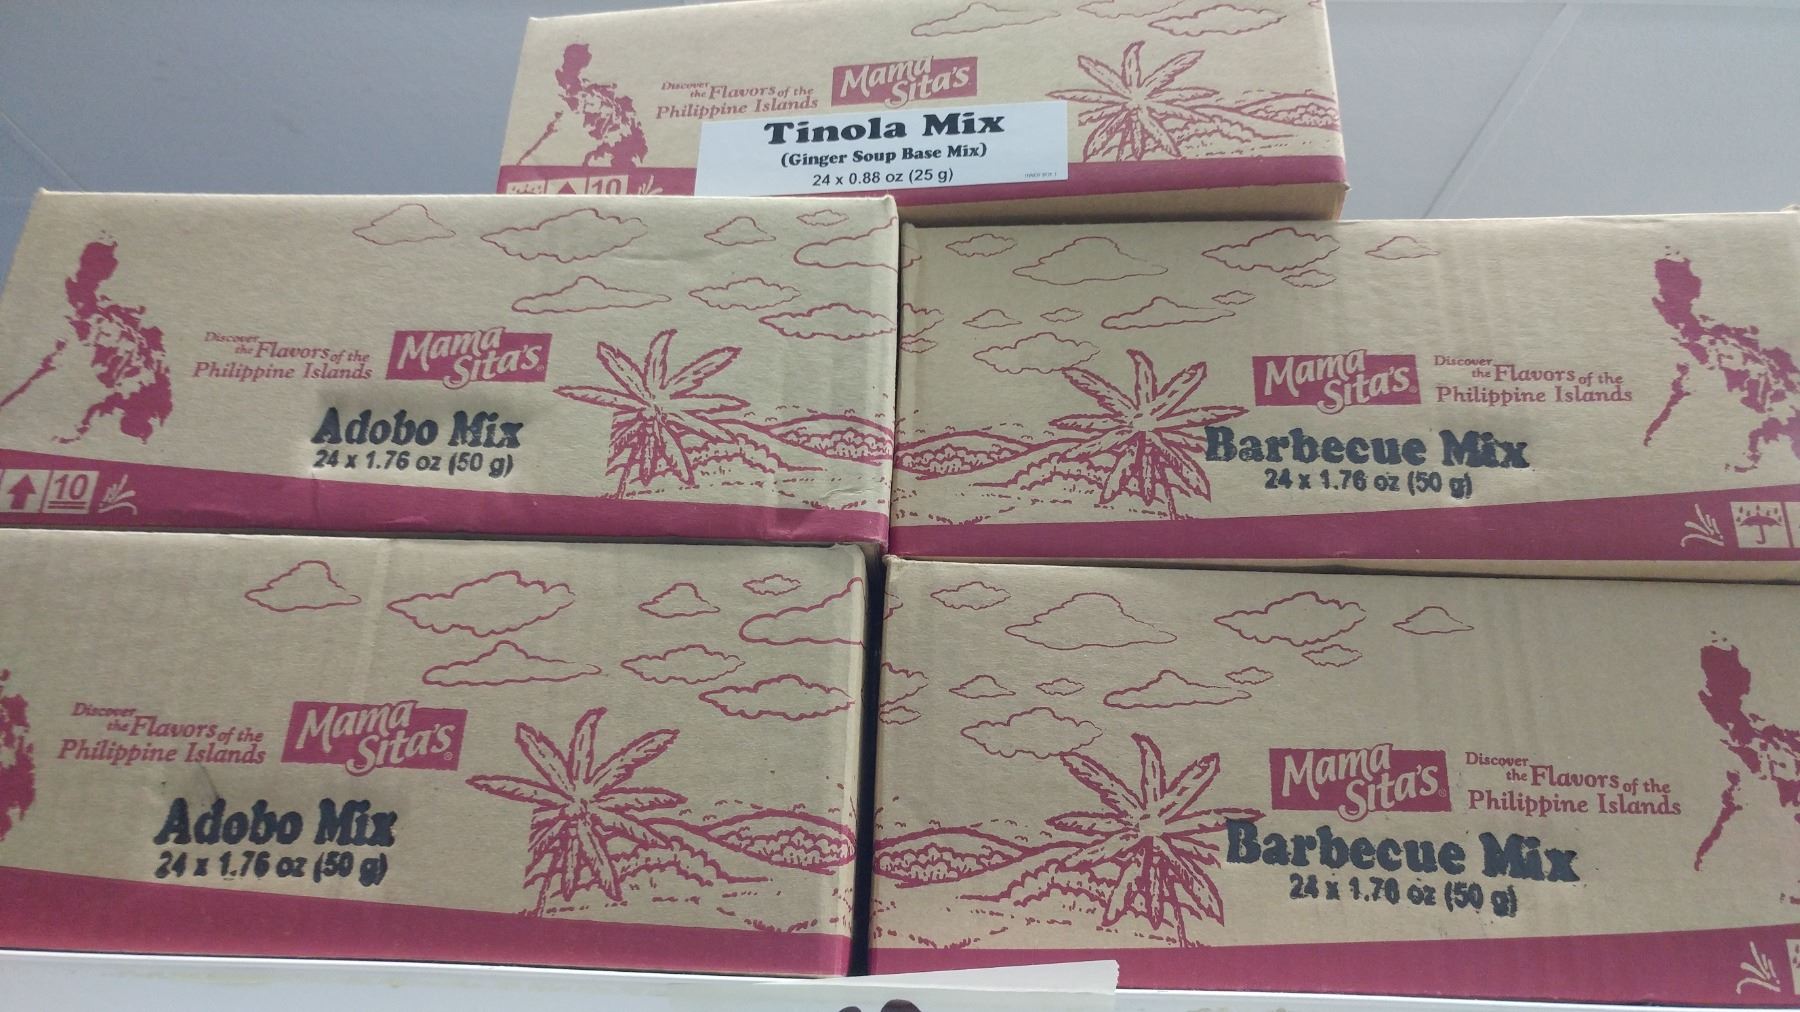 Discover
the Flavors of the
Philippine Islands
Mama
Sita's
Tinola Mix
(Ginger Soup Base Mix)
24 x 0.88 oz (25 g)
10
Discover
the Flavors of the
Philippine Islands
Mama
Sita's
Adobo Mix
24 x 1.76 oz (50 g)
10
Mama
Sita's
Discover
the Flavors of the
Philippine Islands
Barbecue Mix
24 x 1.76 oz (50 g)
Discover
the Flavors of the
Philippine Islands
Mama
Sita's
Adobo Mix
24 x 1.76 oz (50 g)
Mama
Sita's
Discover
the Flavors of the
Philippine Islands
Barbecue Mix
24 x 1.76 oz (50 g)